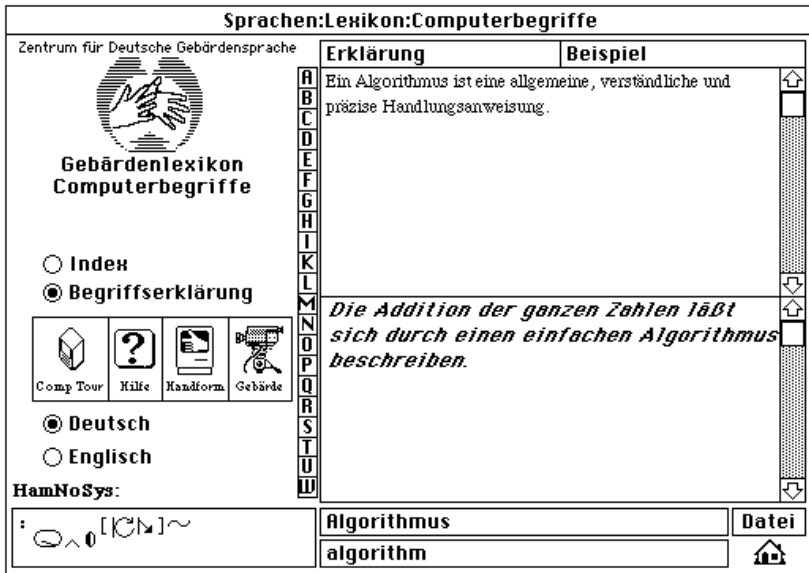 Sprachen:Lexikon:Computerbegriffe
Zentrum für Deutsche Gebärdensprache
Gebärdenlexikon
Computerbegriffe
Index
Begriffserklärung
Comp Tour
Hilfe
Handform
Gebärde
Deutsch
Englisch
HamNoSys:
A
B
C
D
E
F
G
H
I
K
L
M
N
O
P
Q
R
S
T
U
W
Erklärung
Beispiel
Ein Algorithmus ist eine allgemeine, verständliche und
präzise Handlungsanweisung.
Die Addition der ganzen Zahlen läßt
sich durch einen einfachen Algorithmus
beschreiben.
Algorithmus
Datei
algorithm